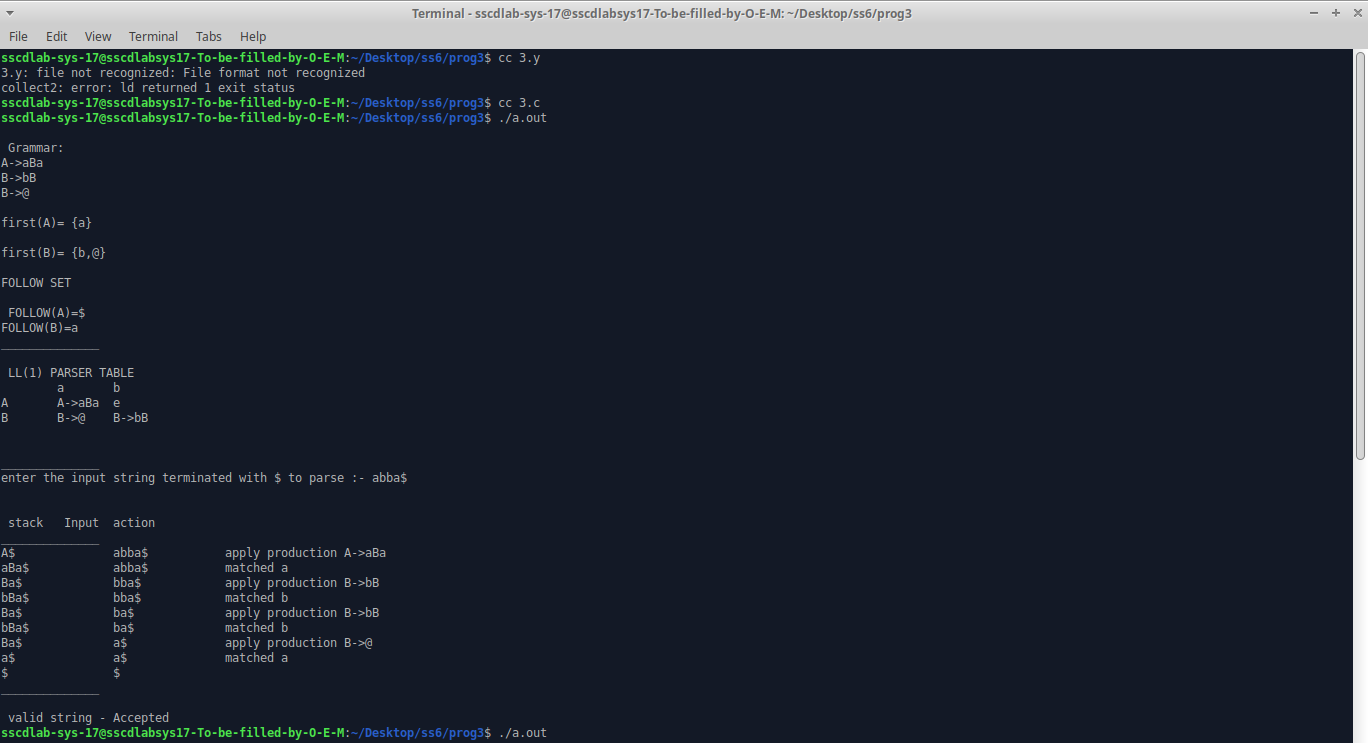 Terminal - sscdlab-sys-17@sscdlabsys17-To-be-filled-by-O-E-M: ~/Desktop/ss6/prog3
File Edit View Terminal Tabs Help
sscdlab-sys-17@sscdlabsys17-To-be-filled-by-O-E-M:~/Desktop/ss6/prog3$ cc 3.y
3.y: file not recognized: File format not recognized
collect2: error: ld returned 1 exit status
sscdlab-sys-17@sscdlabsys17-To-be-filled-by-O-E-M:~/Desktop/ss6/prog3$ cc 3.c
sscdlab-sys-17@sscdlabsys17-To-be-filled-by-O-E-M:~/Desktop/ss6/prog3$ ./a.out
Grammar:
A->aBa
B->bB
B->@
first(A)= {a}
first(B)= {b,@}
FOLLOW SET
FOLLOW(A)=$
FOLLOW(B)=a
______________
LL(1) PARSER TABLE
a b
A A->aBa e
B B->@ B->bB
______________
enter the input string terminated with $ to parse :- abba$
stack Input action
______________
A$ abba$ apply production A->aBa
aBa$ abba$ matched a
Ba$ bba$ apply production B->bB
bBa$ bba$ matched b
Ba$ ba$ apply production B->bB
bBa$ ba$ matched b
Ba$ a$ apply production B->@
a$ a$ matched a
$ $
______________
valid string - Accepted
sscdlab-sys-17@sscdlabsys17-To-be-filled-by-O-E-M:~/Desktop/ss6/prog3$ ./a.out